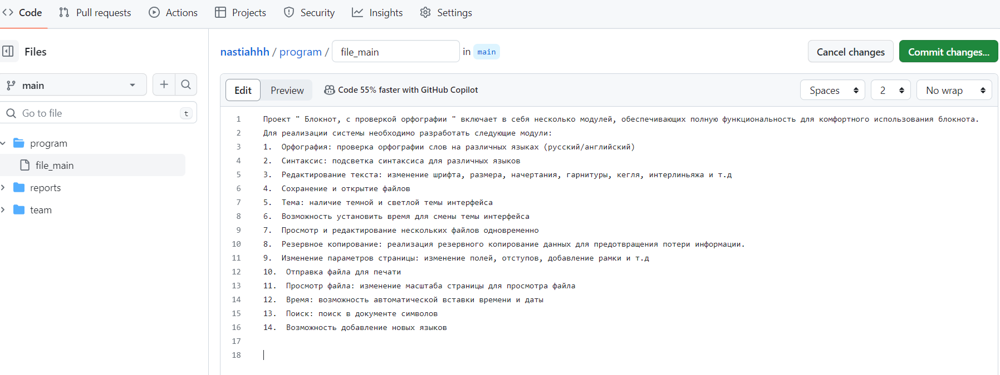 Code
Pull requests
Actions
Projects
Security
Insights
Settings
Files
nastiahhh / program / file_main in main
Cancel changes
Commit changes...
main
Go to file
t
program
file_main
reports
team
Edit
Preview
Code 55% faster with GitHub Copilot
Spaces
2
No wrap
1 Проект " Блокнот, с проверкой орфографии " включает в себя несколько модулей, обеспечивающих полную функциональность для комфортного использования блокнота.
2 Для реализации системы необходимо разработать следующие модули:
3 1. Орфография: проверка орфографии слов на различных языках (русский/английский)
4 2. Синтаксис: подсветка синтаксиса для различных языков
5 3. Редактирование текста: изменение шрифта, размера, начертания, гарнитуры, кегля, интерлиньяжа и т.д
6 4. Сохранение и открытие файлов
7 5. Тема: наличие темной и светлой темы интерфейса
8 6. Возможность установить время для смены темы интерфейса
9 7. Просмотр и редактирование нескольких файлов одновременно
10 8. Резервное копирование: реализация резервного копирование данных для предотвращения потери информации.
11 9. Изменение параметров страницы: изменение полей, отступов, добавление рамки и т.д
12 10. Отправка файла для печати
13 11. Просмотр файла: изменение масштаба страницы для просмотра файла
14 12. Время: возможность автоматической вставки времени и даты
15 13. Поиск: поиск в документе символов
16 14. Возможность добавление новых языков
17
18